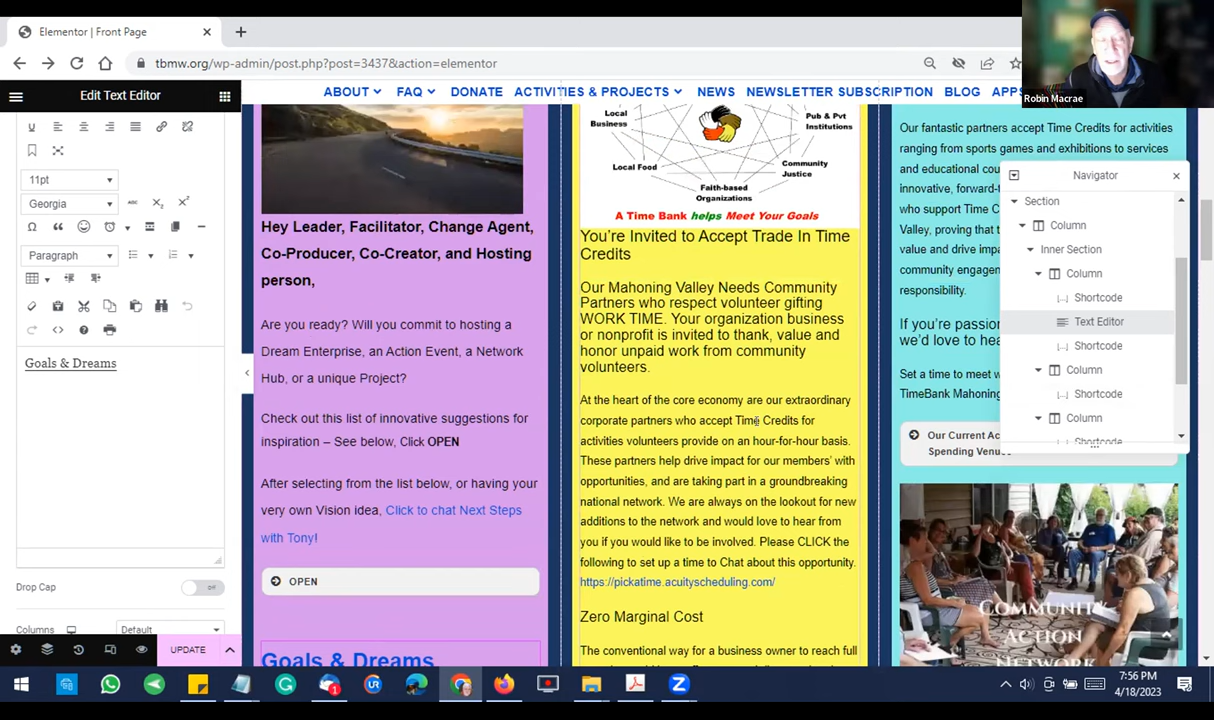 Elementor | Front Page
tbmw.org/wp-admin/post.php?post=3437&action=elementor
Robin Macrae
Edit Text Editor
11pt
Georgia
Paragraph
Goals & Dreams
Drop Cap
Columns
Default
UPDATE
ABOUT
FAQ
DONATE
ACTIVITIES & PROJECTS
NEWS
NEWSLETTER SUBSCRIPTION
BLOG
APPS
Hey Leader, Facilitator, Change Agent,
Co-Producer, Co-Creator, and Hosting
person,
Are you ready? Will you commit to hosting a
Dream Enterprise, an Action Event, a Network
Hub, or a unique Project?
Check out this list of innovative suggestions for
inspiration – See below, Click OPEN
After selecting from the list below, or having your
very own Vision idea, Click to chat Next Steps
with Tony!
OPEN
Goals & Dreams
Local
Business
Pub & Pvt
Institutions
Local Food
Community
Justice
Faith-based
Organizations
A Time Bank helps Meet Your Goals
You're Invited to Accept Trade In Time
Credits
Our Mahoning Valley Needs Community
Partners who respect volunteer gifting
WORK TIME. Your organization business
or nonprofit is invited to thank, value and
honor unpaid work from community
volunteers.
At the heart of the core economy are our extraordinary
corporate partners who accept Time Credits for
activities volunteers provide on an hour-for-hour basis.
These partners help drive impact for our members' with
opportunities, and are taking part in a groundbreaking
national network. We are always on the lookout for new
additions to the network and would love to hear from
you if you would like to be involved. Please CLICK the
following to set up a time to Chat about this opportunity.
https://pickatime.acuityscheduling.com/
Zero Marginal Cost
The conventional way for a business owner to reach full
Our fantastic partners accept Time Credits for activities
ranging from sports games and exhibitions to services
and educational cou
innovative, forward-t
who support Time C
Valley, proving that t
value and drive impa
community engagem
responsibility.
If you're passion
we'd love to hea
Set a time to meet w
TimeBank Mahoning
Our Current Ac
Spending Venue
COMMUNITY
ACTION
NETWORK
Navigator
Section
Column
Inner Section
Column
Shortcode
Text Editor
Shortcode
Column
Shortcode
Column
Shortcode
7:56 PM
4/18/2023